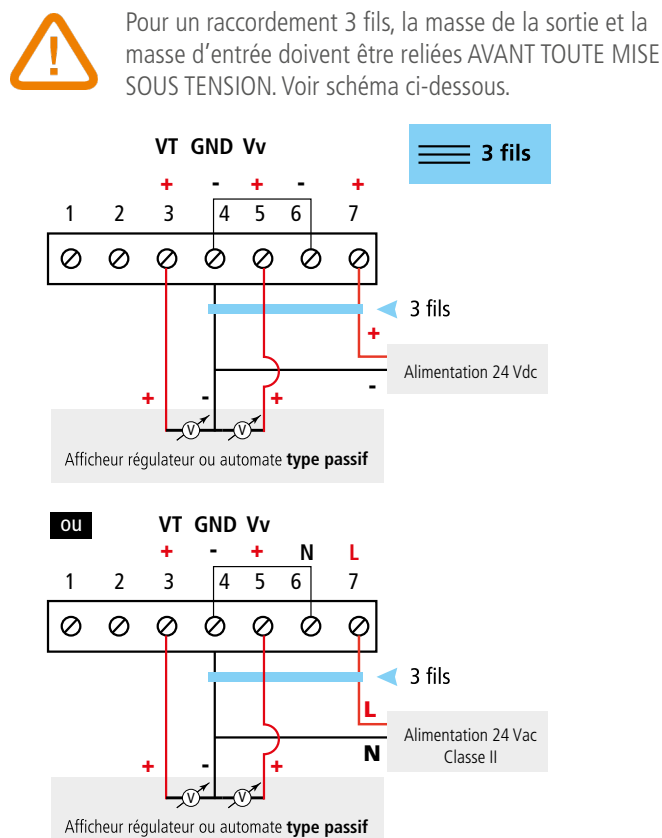 Pour un raccordement 3 fils, la masse de la sortie et la
masse d'entrée doivent être reliées AVANT TOUTE MISE
SOUS TENSION. Voir schéma ci-dessous.
VT GND Vv
3 fils
+ - + - +
1 2 3 4 5 6 7
3 fils
+
Alimentation 24 Vdc
-
+ - +
V V
Afficheur régulateur ou automate type passif
ou
VT GND Vv
+ - + N L
1 2 3 4 5 6 7
3 fils
L
Alimentation 24 Vac
N
Classe II
+ - +
V V
Afficheur régulateur ou automate type passif